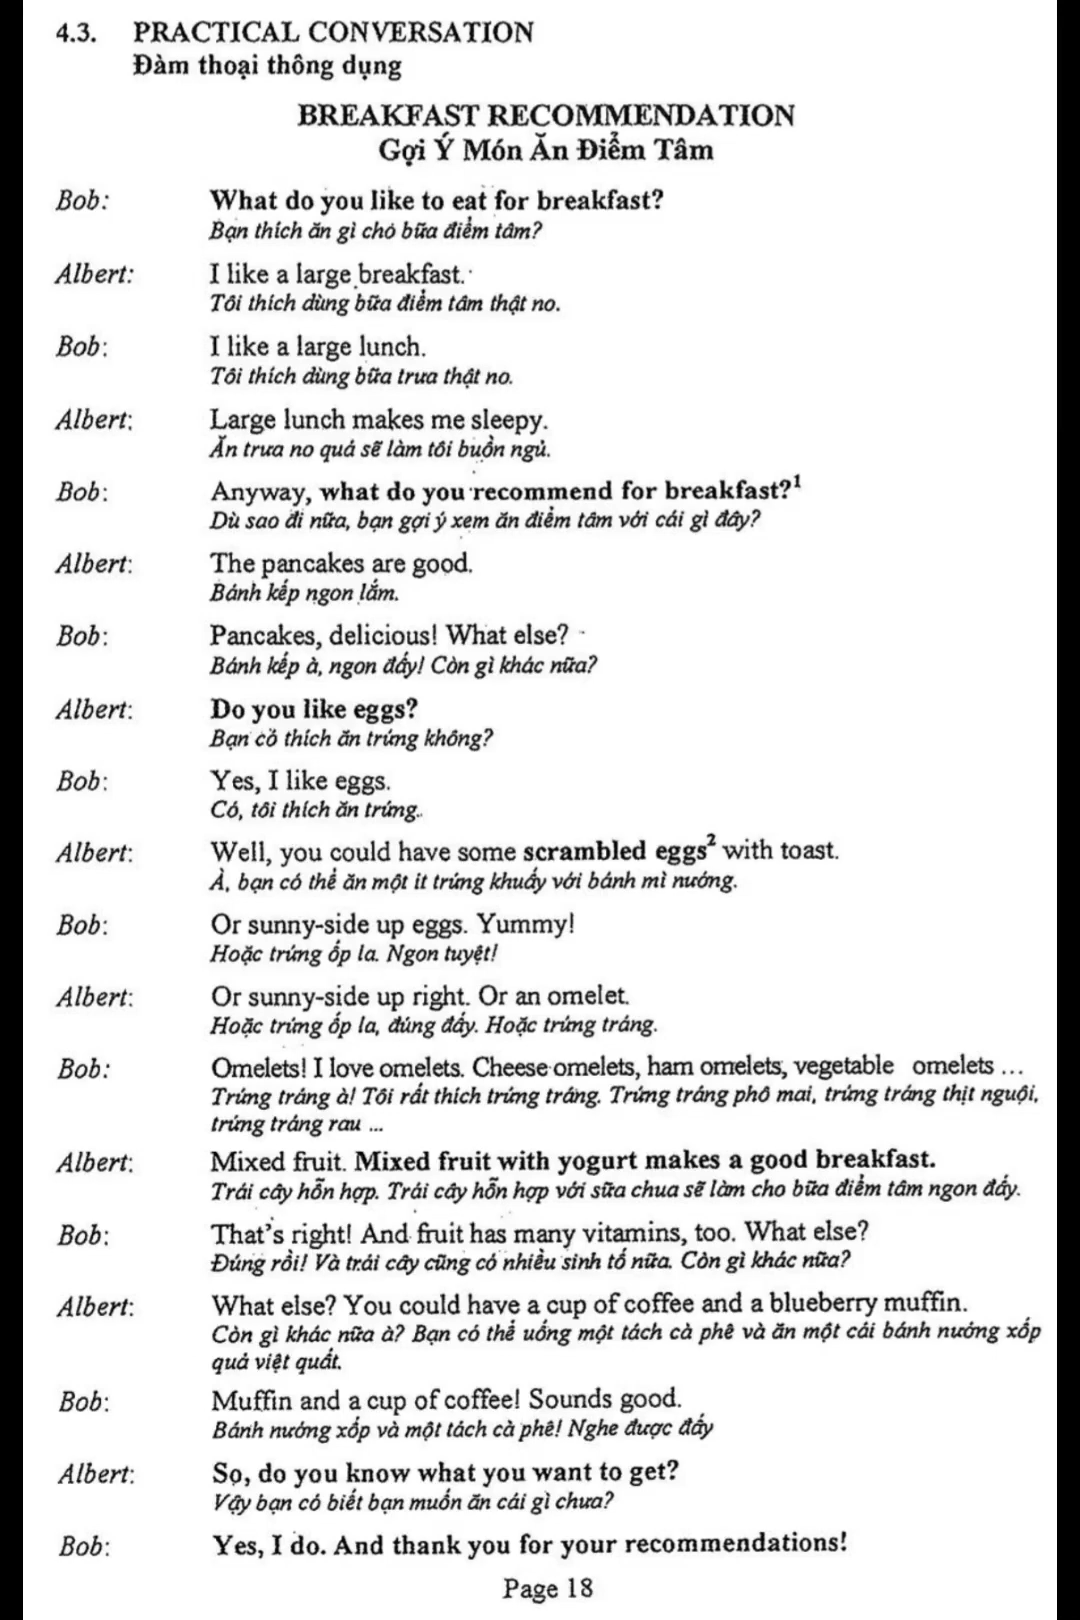 4.3. PRACTICAL CONVERSATION
Đàm thoại thông dụng
BREAKFAST RECOMMENDATION
Gợi Ý Món Ăn Điểm Tâm
Bob: What do you like to eat for breakfast?
Bạn thích ăn gì cho bữa điểm tâm?
Albert: I like a large breakfast.
Tôi thích dùng bữa điểm tâm thật no.
Bob: I like a large lunch.
Tôi thích dùng bữa trưa thật no.
Albert: Large lunch makes me sleepy.
Ăn trưa no quá sẽ làm tôi buồn ngủ.
Bob: Anyway, what do you recommend for breakfast?¹
Dù sao đi nữa, bạn gợi ý xem ăn điểm tâm với cái gì đây?
Albert: The pancakes are good.
Bánh kếp ngon lắm.
Bob: Pancakes, delicious! What else?
Bánh kếp à, ngon đấy! Còn gì khác nữa?
Albert: Do you like eggs?
Bạn có thích ăn trứng không?
Bob: Yes, I like eggs.
Có, tôi thích ăn trứng.
Albert: Well, you could have some scrambled eggs² with toast.
À, bạn có thể ăn một ít trứng khuấy với bánh mì nướng.
Bob: Or sunny-side up eggs. Yummy!
Hoặc trứng ốp la. Ngon tuyệt!
Albert: Or sunny-side up right. Or an omelet.
Hoặc trứng ốp la, đúng đấy. Hoặc trứng tráng.
Bob: Omelets! I love omelets. Cheese omelets, ham omelets, vegetable omelets ...
Trứng tráng à! Tôi rất thích trứng tráng. Trứng tráng phô mai, trứng tráng thịt nguội,
trứng tráng rau ...
Albert: Mixed fruit. Mixed fruit with yogurt makes a good breakfast.
Trái cây hỗn hợp. Trái cây hỗn hợp với sữa chua sẽ làm cho bữa điểm tâm ngon đấy.
Bob: That's right! And fruit has many vitamins, too. What else?
Đúng rồi! Và trái cây cũng có nhiều sinh tố nữa. Còn gì khác nữa?
Albert: What else? You could have a cup of coffee and a blueberry muffin.
Còn gì khác nữa à? Bạn có thể uống một tách cà phê và ăn một cái bánh nướng xốp
quả việt quất.
Bob: Muffin and a cup of coffee! Sounds good.
Bánh nướng xốp và một tách cà phê! Nghe được đấy
Albert: So, do you know what you want to get?
Vậy bạn có biết bạn muốn ăn cái gì chưa?
Bob: Yes, I do. And thank you for your recommendations!
Page 18